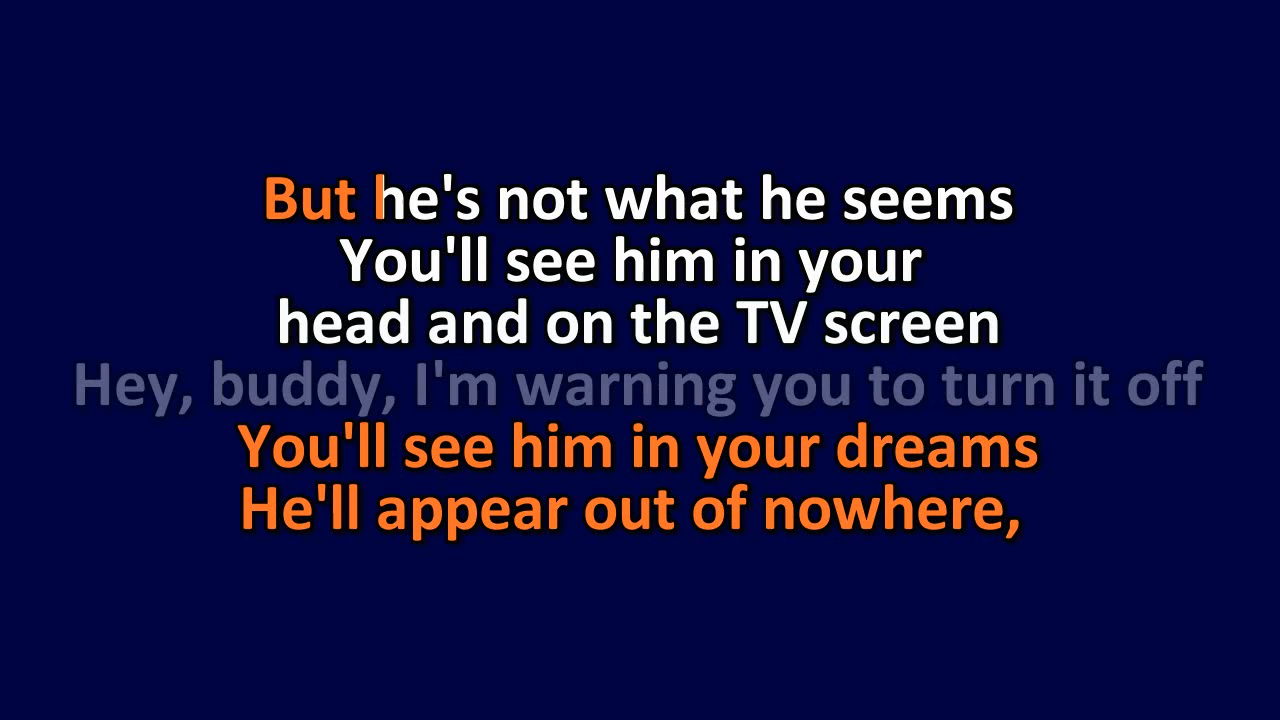 But he's not what he seems
You'll see him in your
head and on the TV screen
Hey, buddy, I'm warning you to turn it off
You'll see him in your dreams
He'll appear out of nowhere,